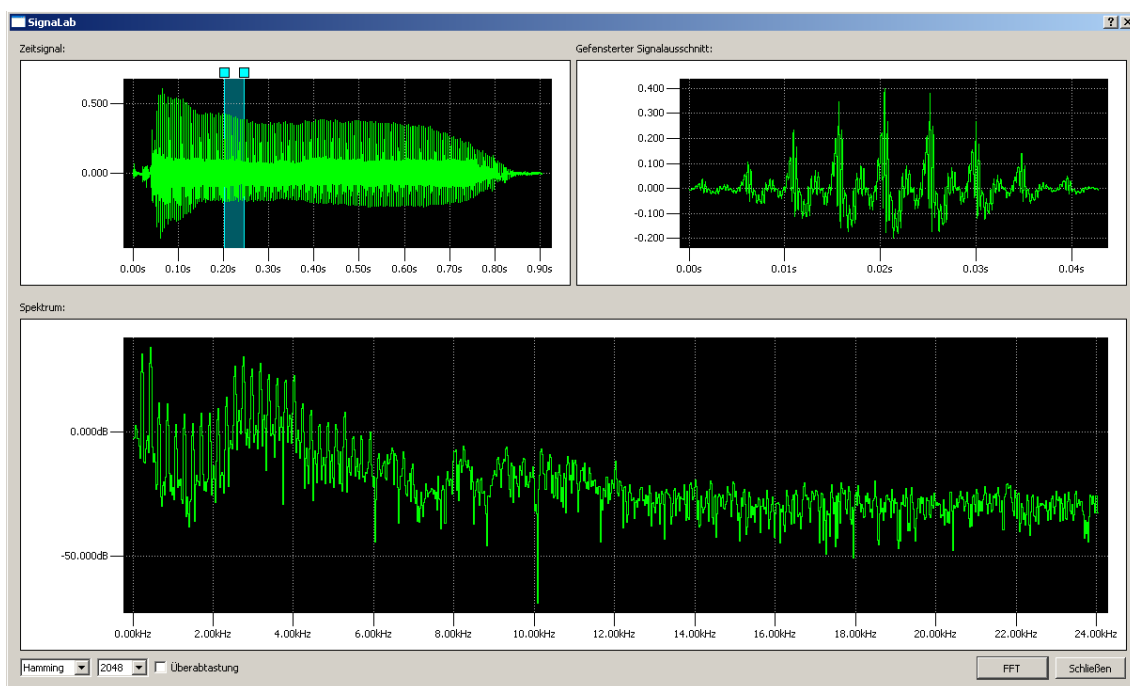 SignaLab
Zeitsignal:
0.500
0.000
0.00s 0.10s 0.20s 0.30s 0.40s 0.50s 0.60s 0.70s 0.80s 0.90s
Gefensterter Signalausschnitt:
0.400
0.300
0.200
0.100
0.000
-0.100
-0.200
0.00s 0.01s 0.02s 0.03s 0.04s
Spektrum:
0.000dB
-50.000dB
0.00kHz 2.00kHz 4.00kHz 6.00kHz 8.00kHz 10.00kHz 12.00kHz 14.00kHz 16.00kHz 18.00kHz 20.00kHz 22.00kHz 24.00kHz
Hamming 2048 Überabtastung FFT Schließen